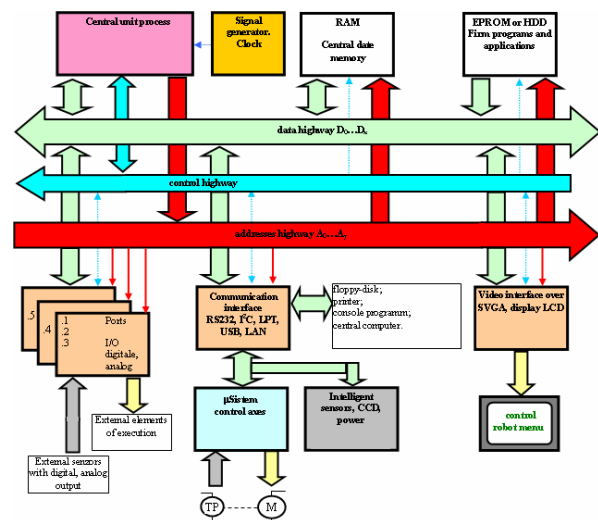 Central unit process
Signal
generator.
Clock
RAM
Central date
memory
EPROM or HDD
Firm programs and
applications
data highway D0…Dx
control highway
addresses highway A0…Ay
.5
.4
.1 Ports
.2
.3 I/O
digitale,
analog
Communication
interface
RS232, I²C, LPT,
USB, LAN
floppy-disk;
printer;
console programm;
central computer.
Video interface over
SVGA, display LCD
External elements
of execution
External senzors
with digital, analog
output
µSistem
control axes
Intelligent
sensors, CCD,
power
control
robot menu
TP
M